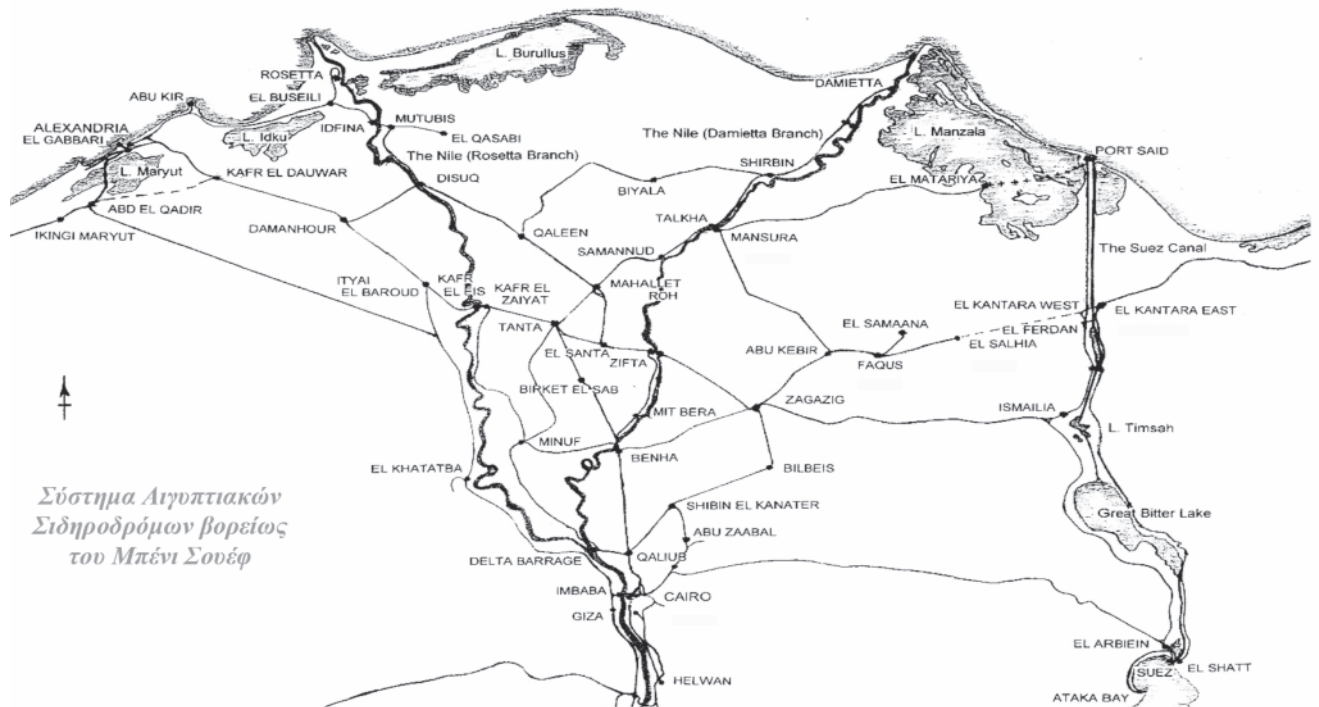 L. Burullus
ROSETTA
DAMIETTA
ABU KIR
EL BUSEILI
ALEXANDRIA
EL GABBARI
L. Idku
IDFINA
MUTUBIS
EL QASABI
The Nile (Damietta Branch)
L. Manzala
The Nile (Rosetta Branch)
PORT SAID
L. Maryut
KAFR EL DAUWAR
DISUQ
SHIRBIN
BIYALA
EL MATARIYA
ABD EL QADIR
IKINGI MARYUT
DAMANHOUR
QALEEN
TALKHA
MANSURA
The Suez Canal
SAMANNUD
ITYAI
EL BAROUD
KAFR
EL EIS
KAFR EL
ZAIYAT
MAHALLET
ROH
EL KANTARA WEST
EL KANTARA EAST
TANTA
EL SAMAANA
EL FERDAN
EL SALHIA
EL SANTA
ZIFTA
ABU KEBIR
FAQUS
BIRKET EL SAB
MIT BERA
ZAGAZIG
ISMAILIA
L. Timsah
MINUF
BENHA
EL KHATATBA
BILBEIS
Σύστημα Αιγυπτιακών
Σιδηροδρόμων βορείως
του Μπένι Σουέφ
SHIBIN EL KANATER
Great Bitter Lake
ABU ZAABAL
DELTA BARRAGE
QALIUB
IMBABA
CAIRO
GIZA
EL ARBIEIN
SUEZ
EL SHATT
HELWAN
ATAKA BAY